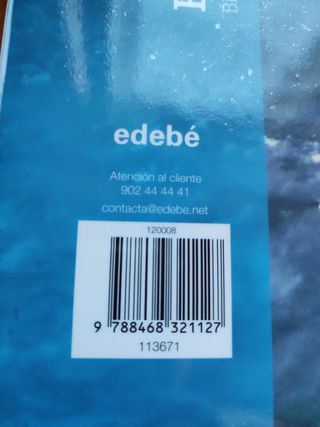 edebé
Atención al cliente
902 44 44 41
contacta@edebe.net
120008
9 788468 321127
113671